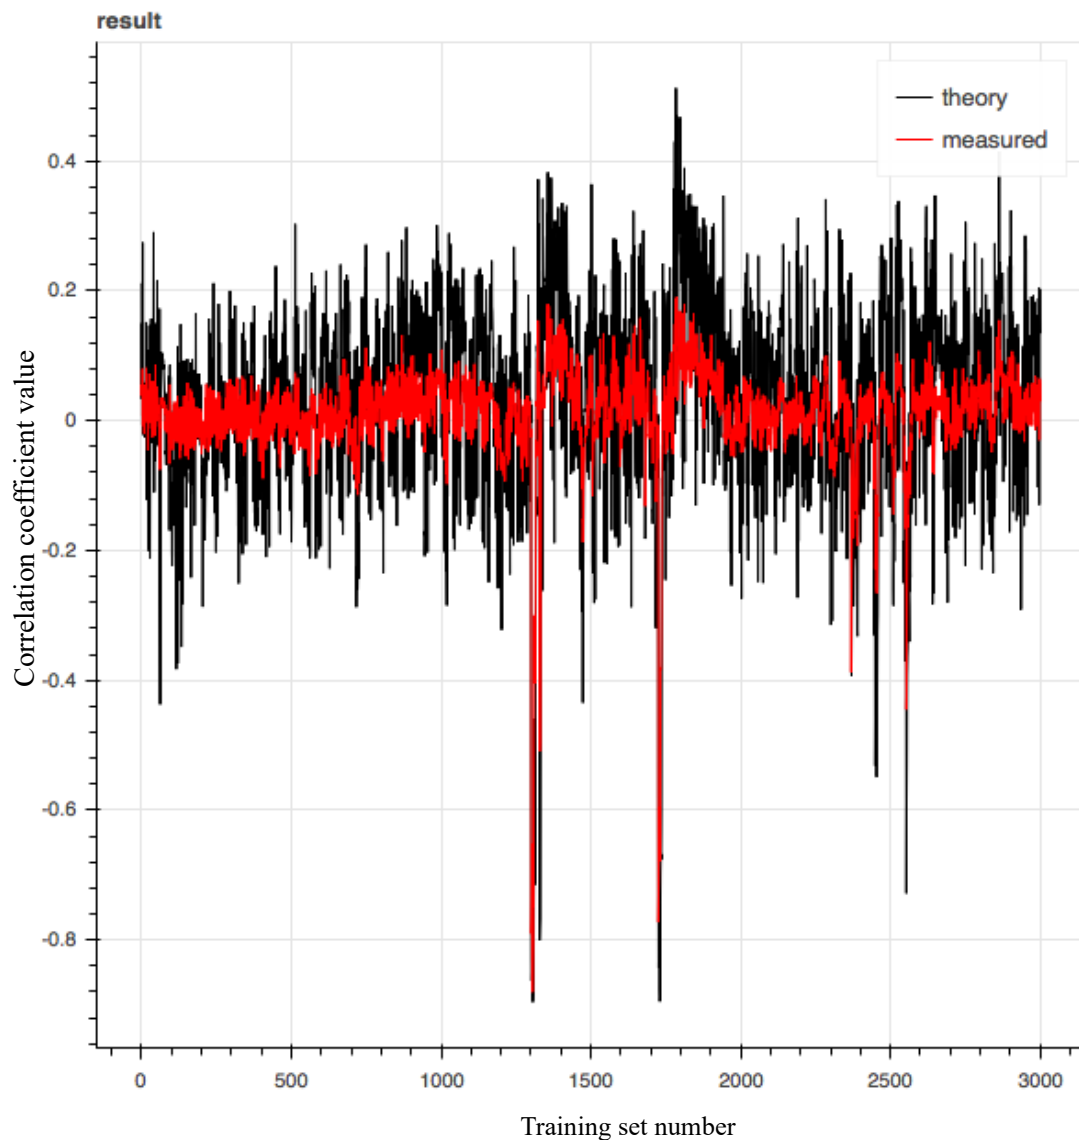 result
theory
measured
0.4
0.2
0
-0.2
-0.4
-0.6
-0.8
Correlation coefficient value
0 500 1000 1500 2000 2500 3000
Training set number